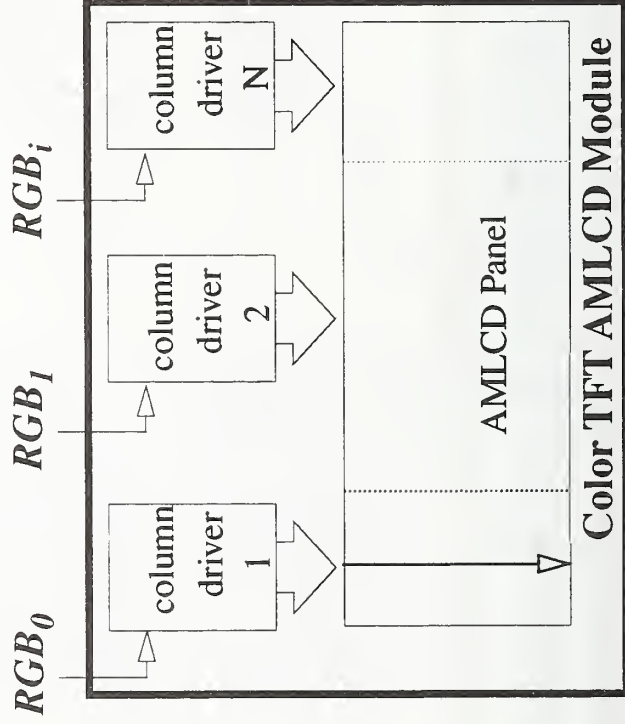 RGB0
RGB1
RGBi
column
driver
1
column
driver
2
column
driver
N
AMLCD Panel
Color TFT AMLCD Module